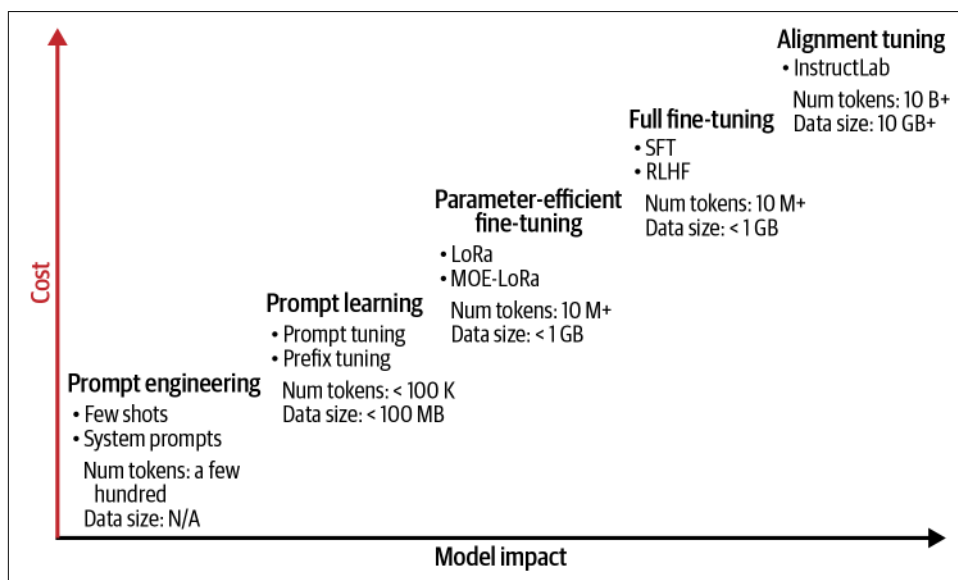 Alignment tuning
• InstructLab
Num tokens: 10 B+
Data size: 10 GB+
Full fine-tuning
• SFT
• RLHF
Num tokens: 10 M+
Data size: < 1 GB
Parameter-efficient
fine-tuning
• LoRa
• MOE-LoRa
Num tokens: 10 M+
Data size: < 1 GB
Prompt learning
• Prompt tuning
• Prefix tuning
Num tokens: < 100 K
Data size: < 100 MB
Prompt engineering
• Few shots
• System prompts
Num tokens: a few
hundred
Data size: N/A
Cost
Model impact